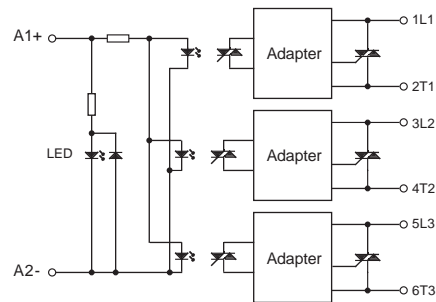 A1+
1L1
Adapter
2T1
3L2
LED
Adapter
4T2
5L3
A2-
Adapter
6T3